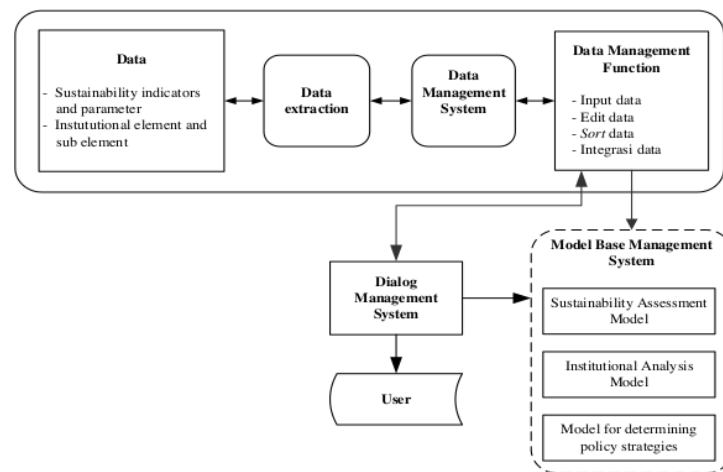 Data
- Sustainability indicators
and parameter
- Instutuional element and
sub element
Data
extraction
Data
Management
System
Data Management
Function
- Input data
- Edit data
- Sort data
- Integrasi data
Dialog
Management
System
User
Model Base Management
System
Sustainability Assessment
Model
Institutional Analysis
Model
Model for determining
policy strategies